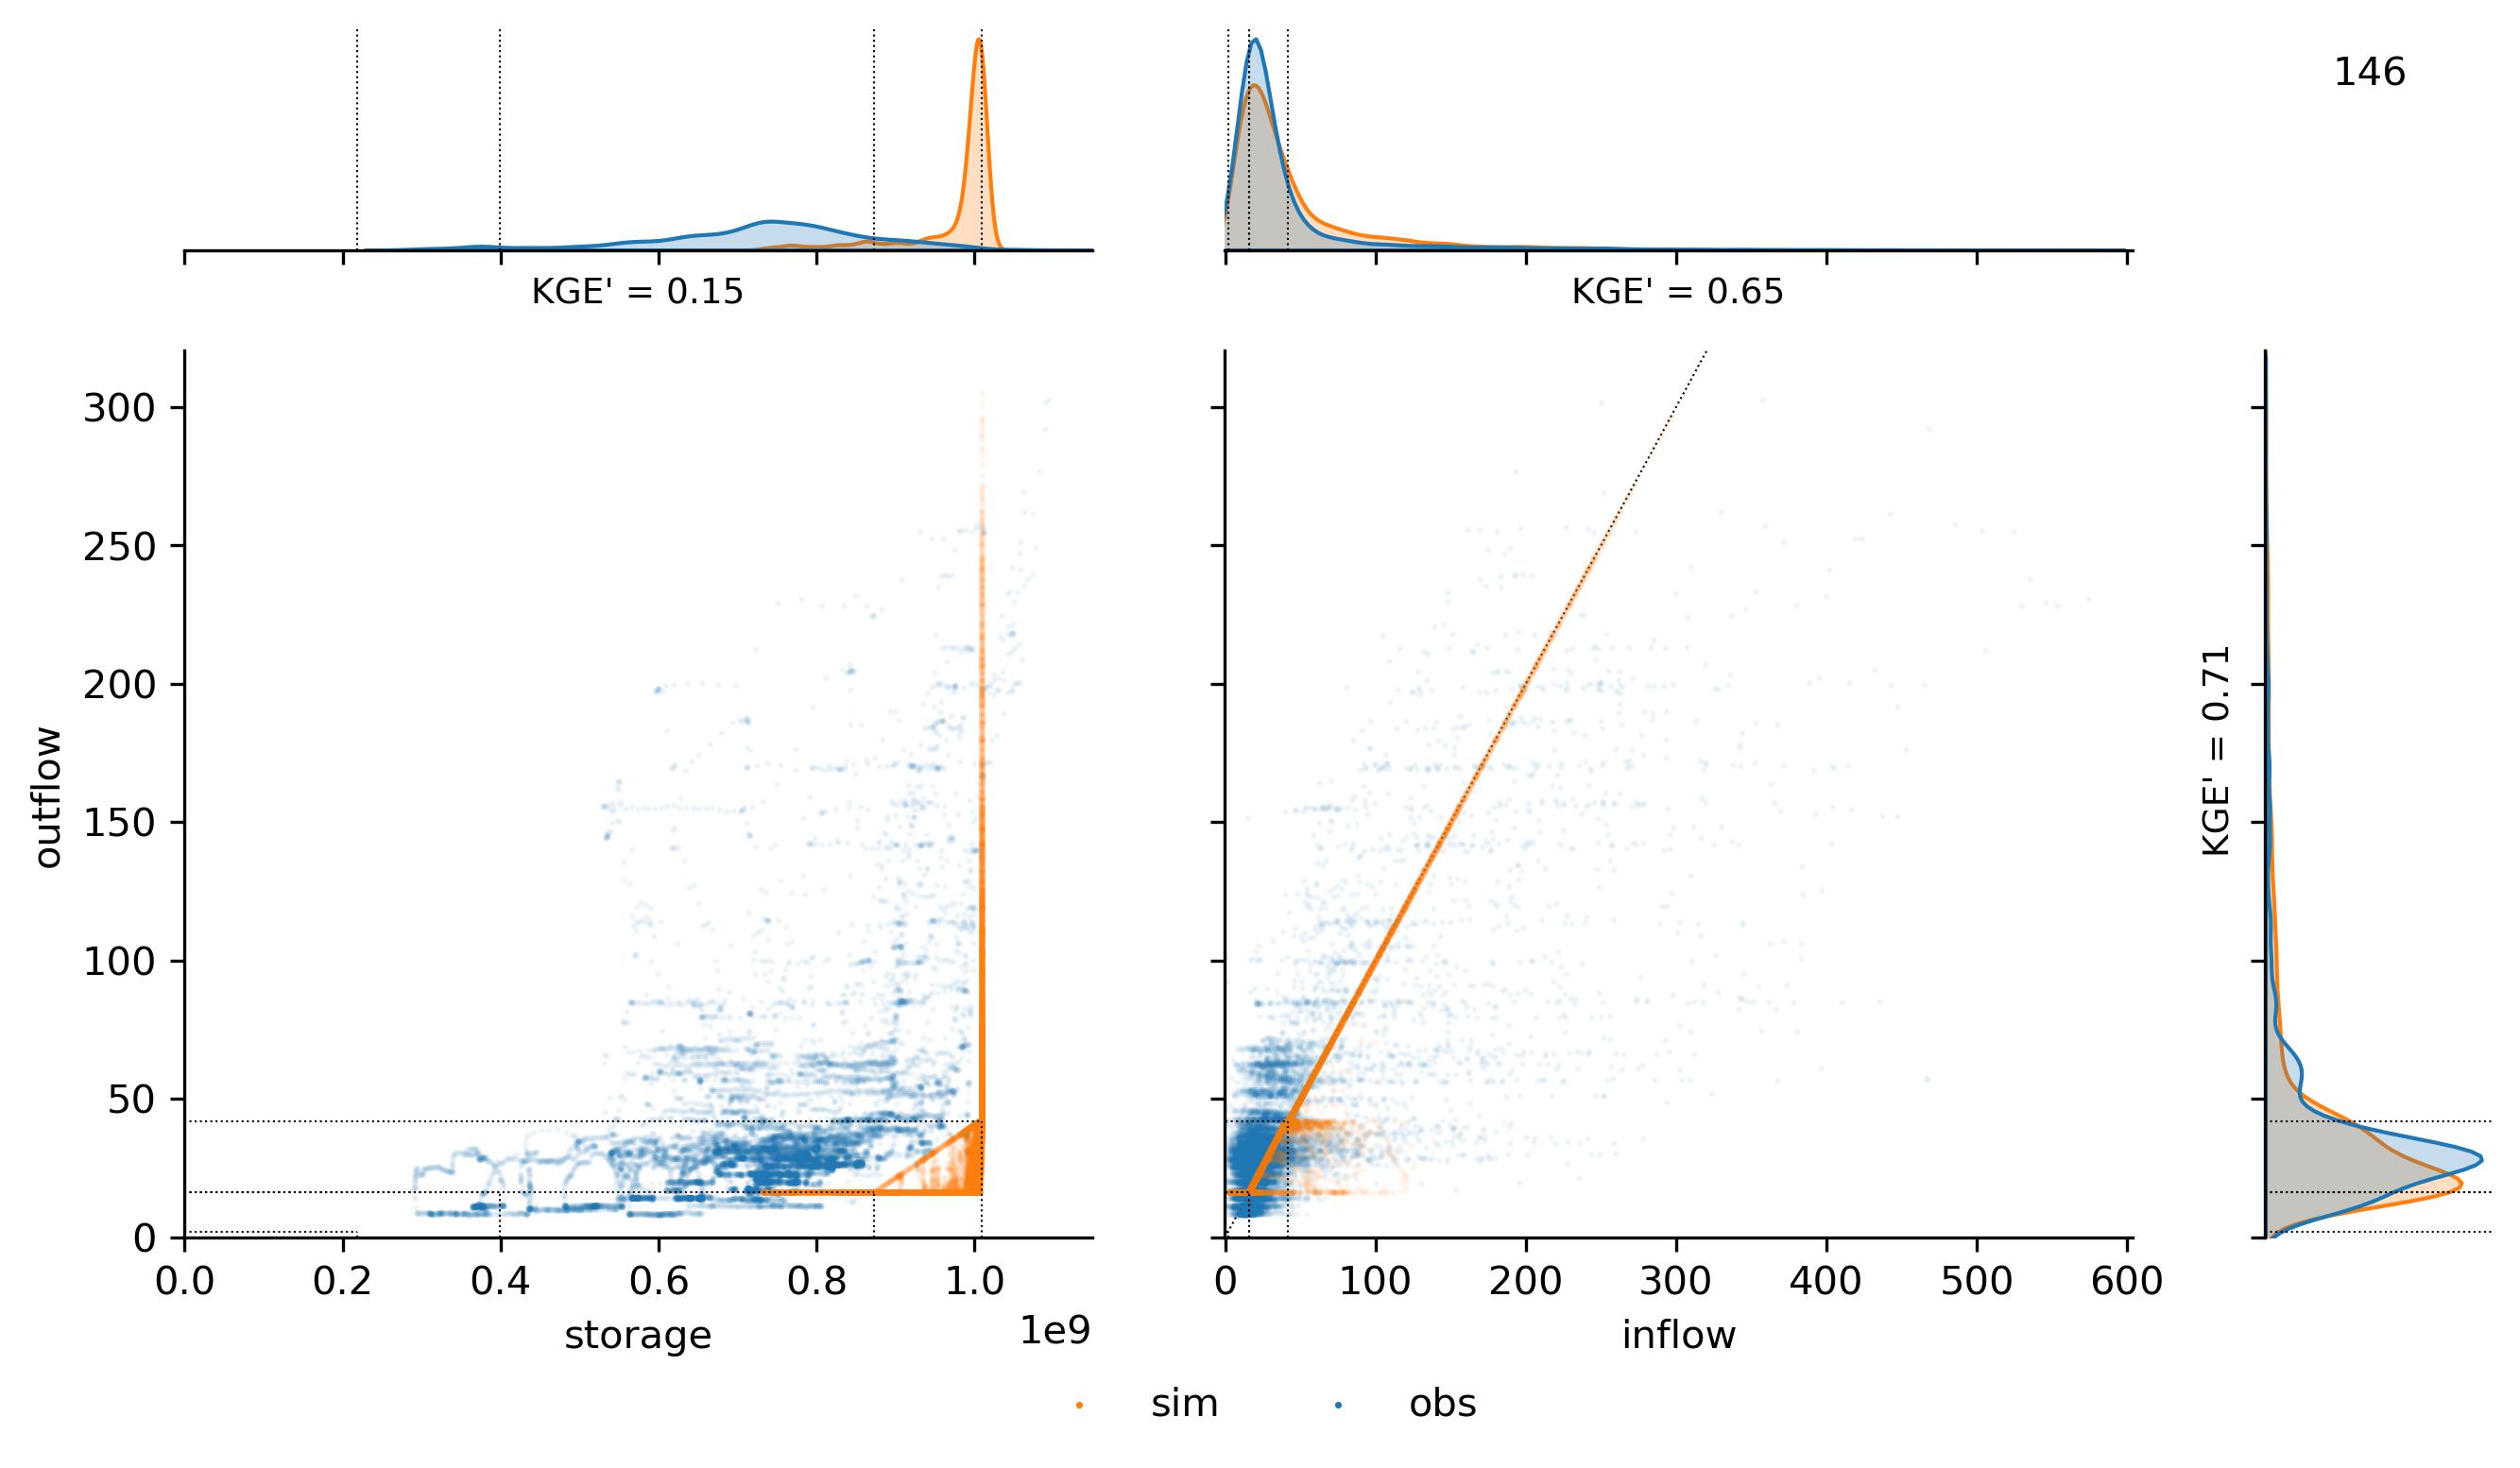 146
KGE' = 0.15
KGE' = 0.65
outflow
300
250
200
150
100
50
0
KGE' = 0.71
0.0 0.2 0.4 0.6 0.8 1.0
1e9
storage
0 100 200 300 400 500 600
inflow
sim obs